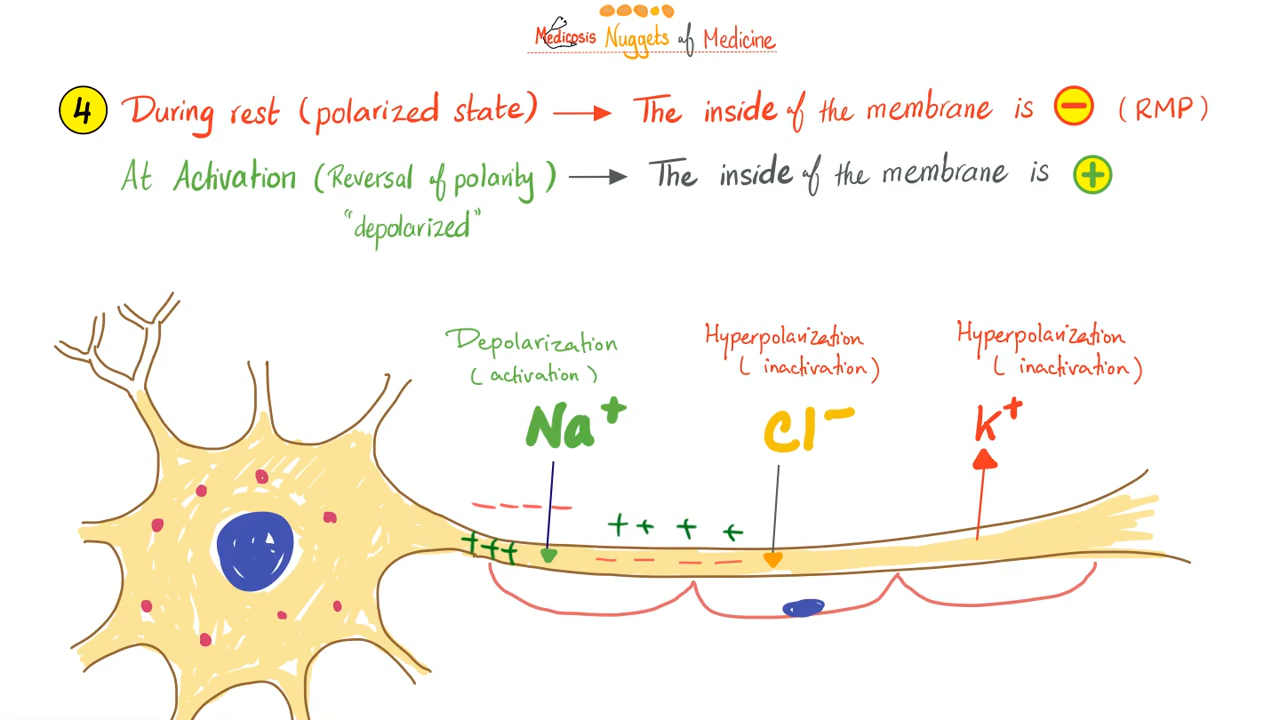 Medicosis Nuggets of Medicine
4 During rest (polarized state) → The inside of the membrane is − (RMP)
At Activation (Reversal of polarity) → The inside of the membrane is +
"depolarized"
Depolarization
(activation)
Na+
Hyperpolarization
(inactivation)
Cl−
Hyperpolarization
(inactivation)
K+
− − − −
+ + + +
+ + +
− − − −